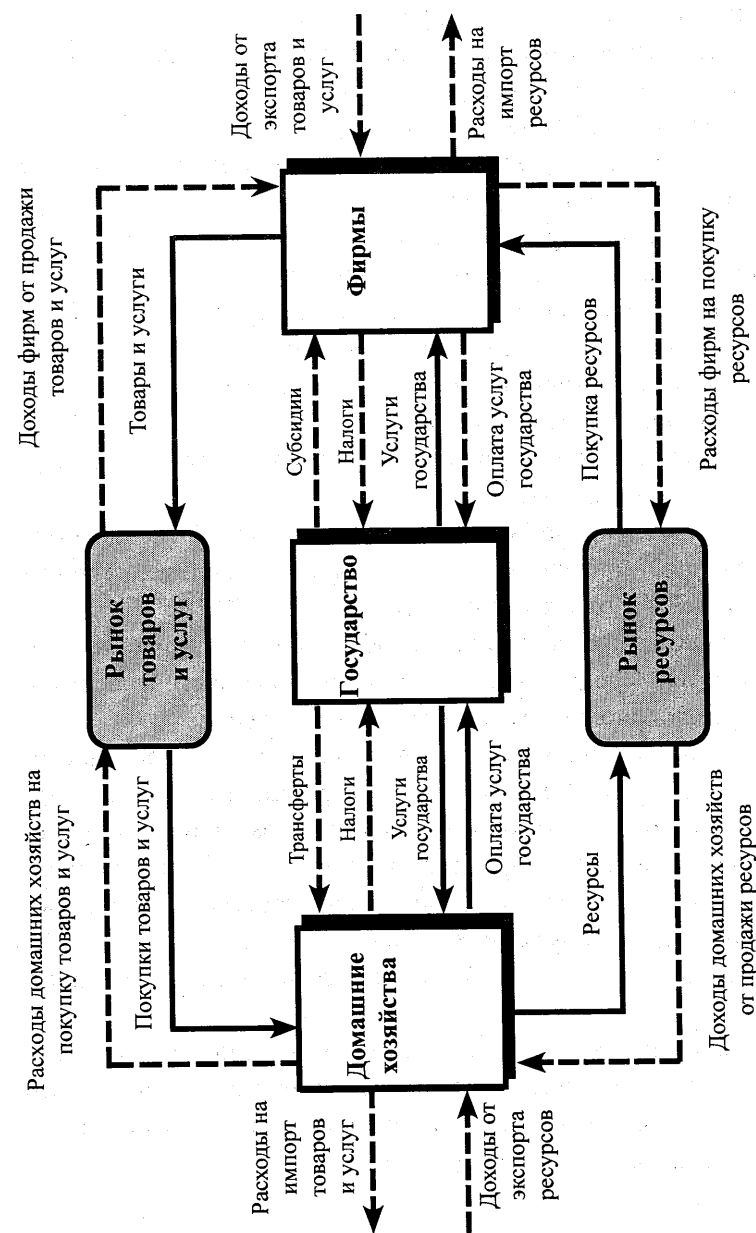 Расходы домашних хозяйств на
покупку товаров и услуг
Покупки товаров и услуг
Рынок
товаров
и услуг
Доходы фирм от продажи
товаров и услуг
Товары и услуги
Расходы на
импорт
товаров
и услуг
Доходы от
экспорта
ресурсов
Домашние
хозяйства
Трансферты
Налоги
Услуги
государства
Оплата услуг
государства
Государство
Субсидии
Налоги
Услуги
государства
Оплата услуг
государства
Фирмы
Доходы от
экспорта
товаров и
услуг
Расходы на
импорт
ресурсов
Ресурсы
Доходы домашних хозяйств
от продажи ресурсов
Рынок
ресурсов
Покупка ресурсов
Расходы фирм на покупку
ресурсов